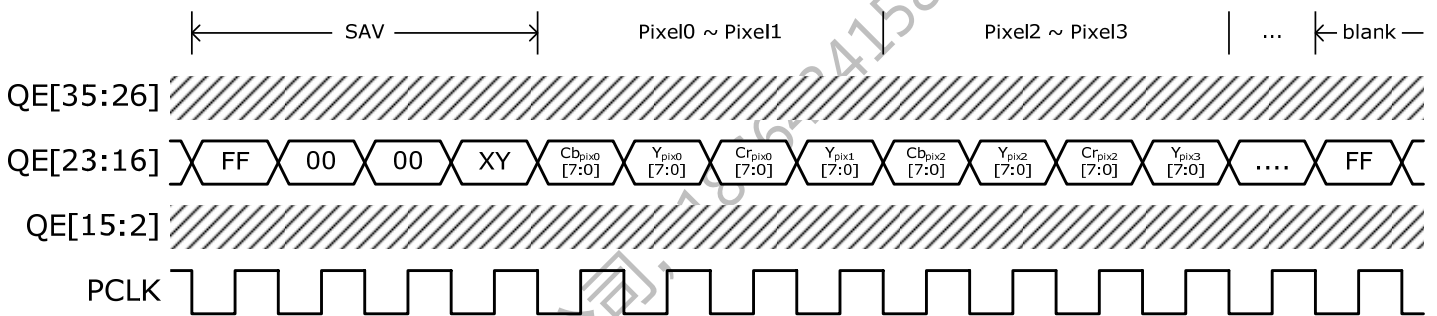 SAV Pixel0 ~ Pixel1 Pixel2 ~ Pixel3 ... blank
QE[35:26]
QE[23:16] FF 00 00 XY Cbpix0 [7:0] Ypix0 [7:0] Crpix0 [7:0] Ypix1 [7:0] Cbpix2 [7:0] Ypix2 [7:0] Crpix2 [7:0] Ypix3 [7:0] .... FF
QE[15:2]
PCLK